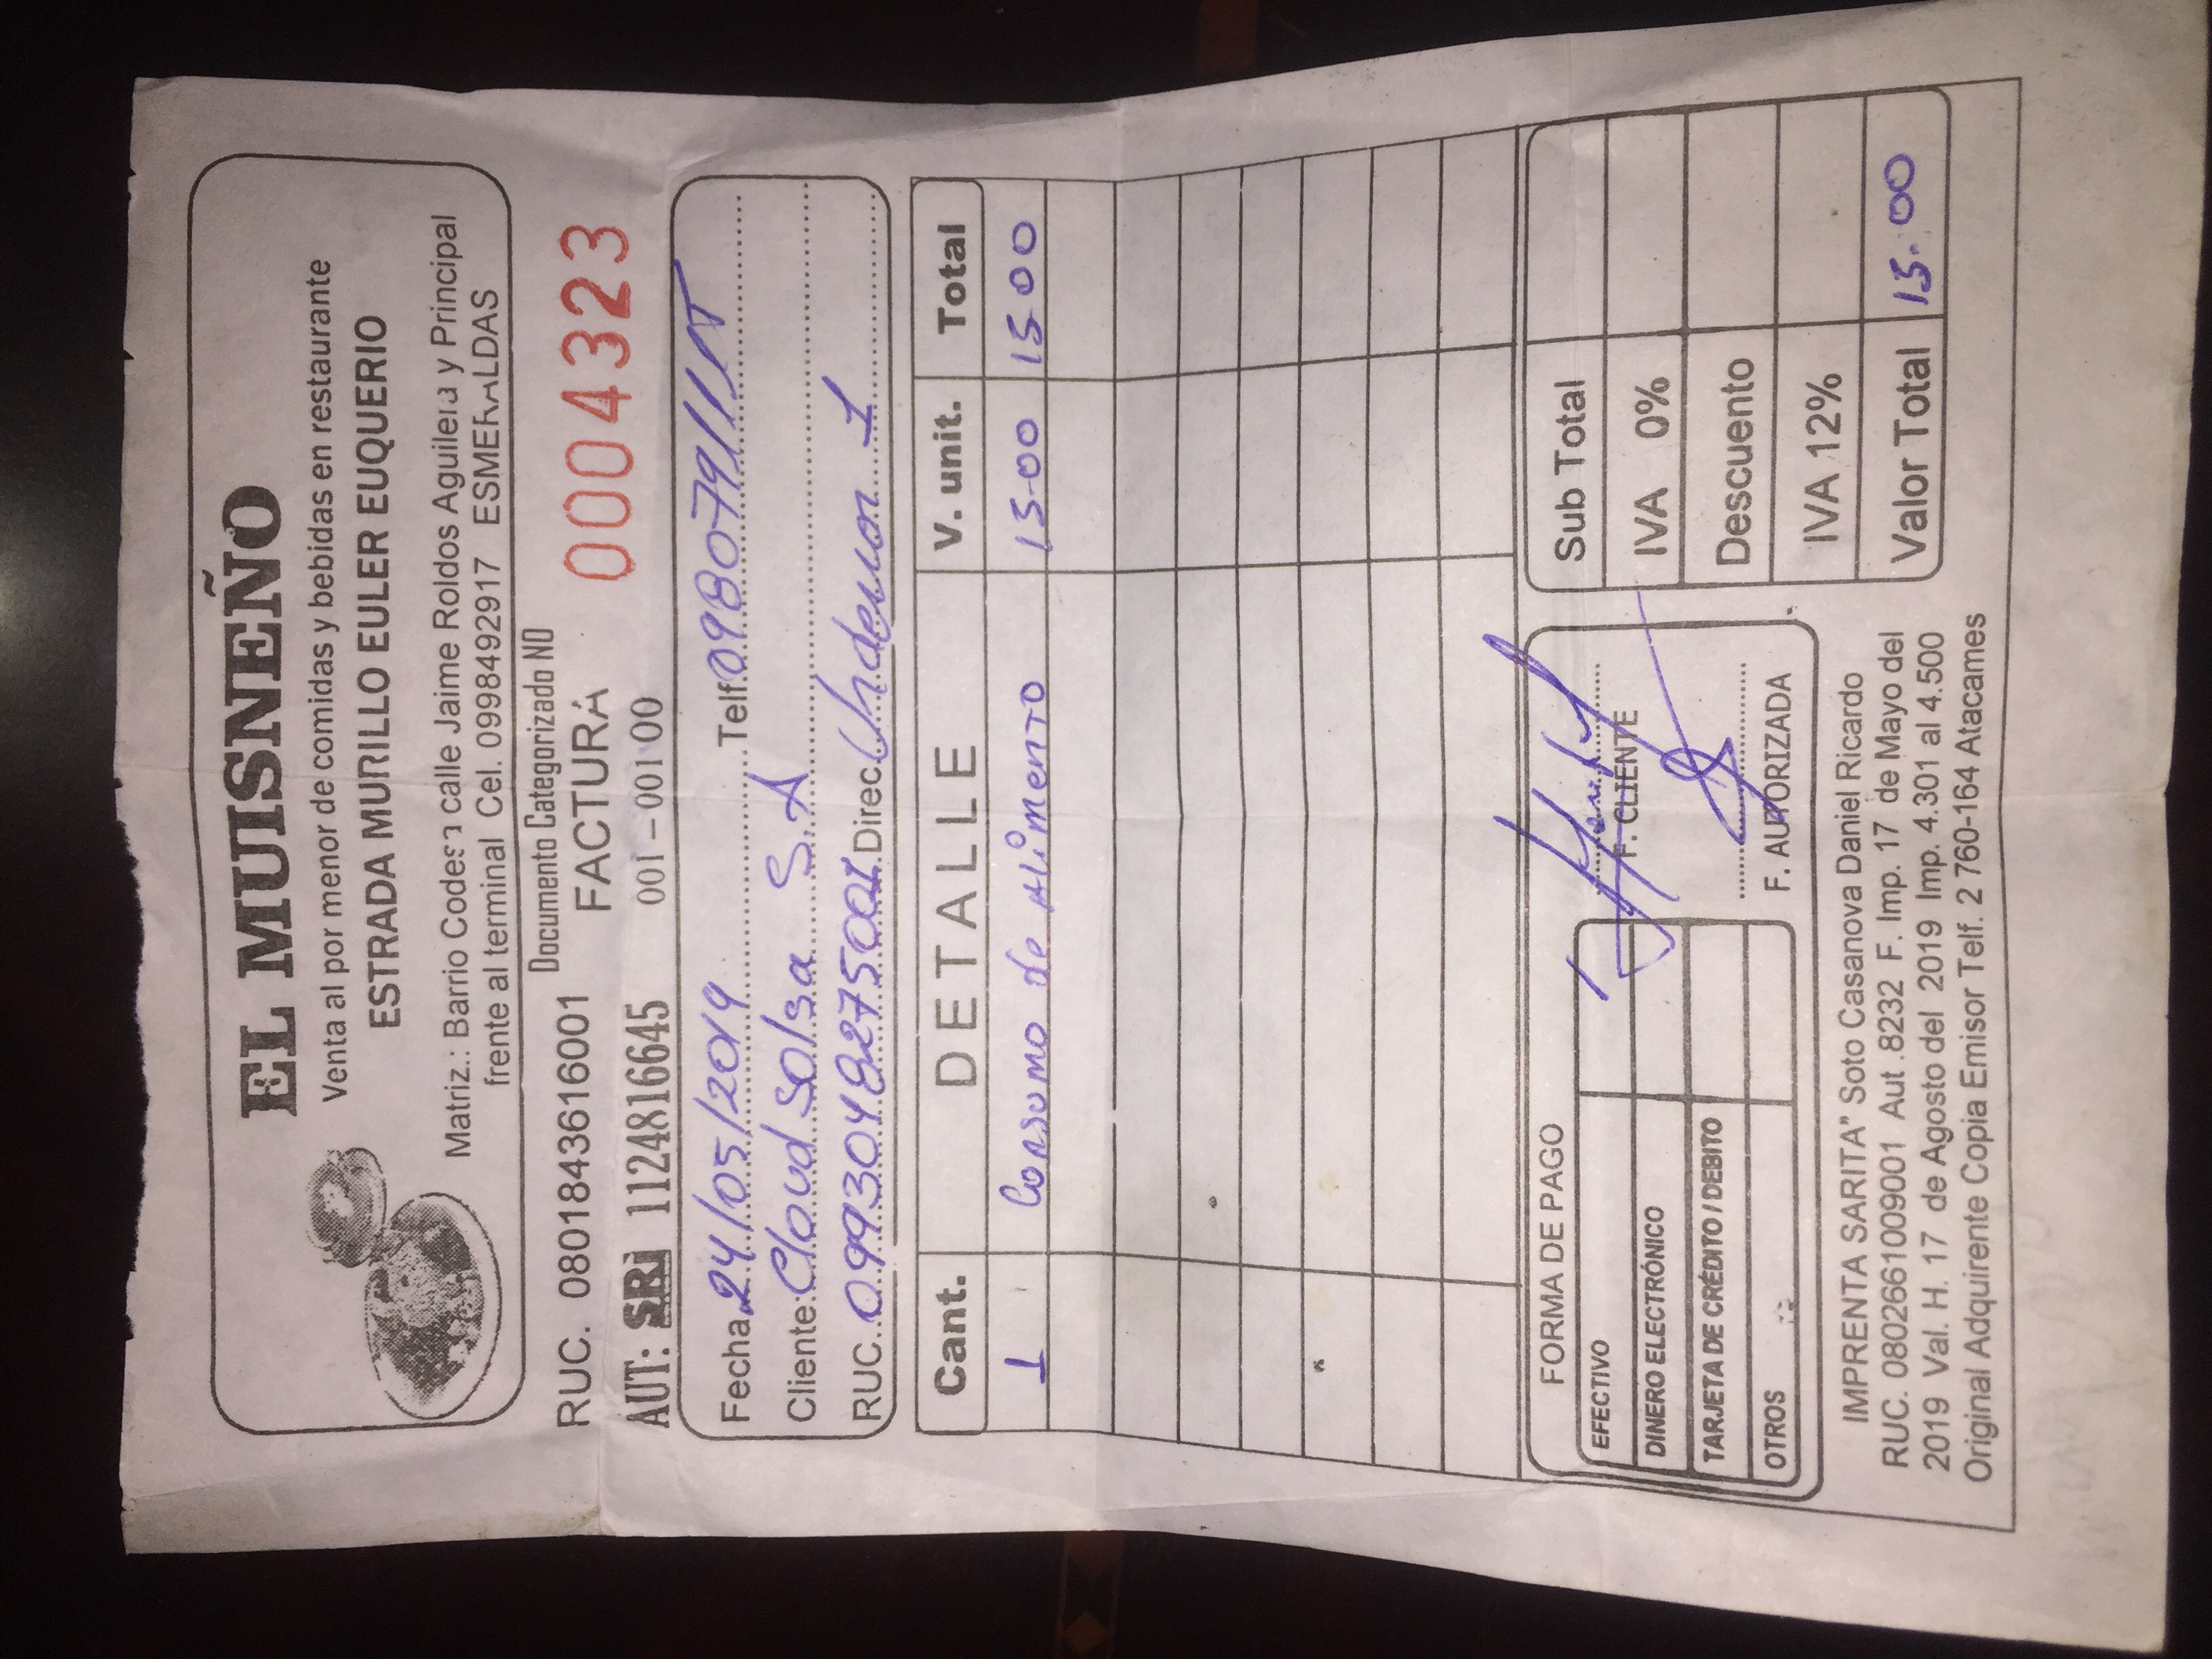 EL MUISNEÑO
Venta al por menor de comidas y bebidas en restaurante
ESTRADA MURILLO EULER EUQUERIO
Matriz.: Barrio Codesa calle Jaime Roldos Aguilera y Principal
frente al terminal Cel. 0998492917 ESMERALDAS
Documento Categorizado NO
RUC. 0801843616001 FACTURA 0004323
AUT: SRi 1124816645 001 – 001 00
Fecha 24/05/2019 Telf.
Cliente: Cloud Solsa S.A
RUC. 0993048275001 Direc. 1
Cant. DETALLE V. unit. Total
1 Consumo de Alimento 15-00 15 00
FORMA DE PAGO
EFECTIVO
DINERO ELECTRÓNICO
TARJETA DE CRÉDITO / DEBITO
OTROS
F. CLIENTE
F. AUTORIZADA
Sub Total
IVA 0%
Descuento
IVA 12%
Valor Total 15.00
IMPRENTA SARITA" Soto Casanova Daniel Ricardo
RUC. 0802661009001 Aut .8232 F. Imp. 17 de Mayo del
2019 Val. H. 17 de Agosto del 2019 Imp. 4.301 al 4.500
Original Adquirente Copia Emisor Telf. 2 760-164 Atacames